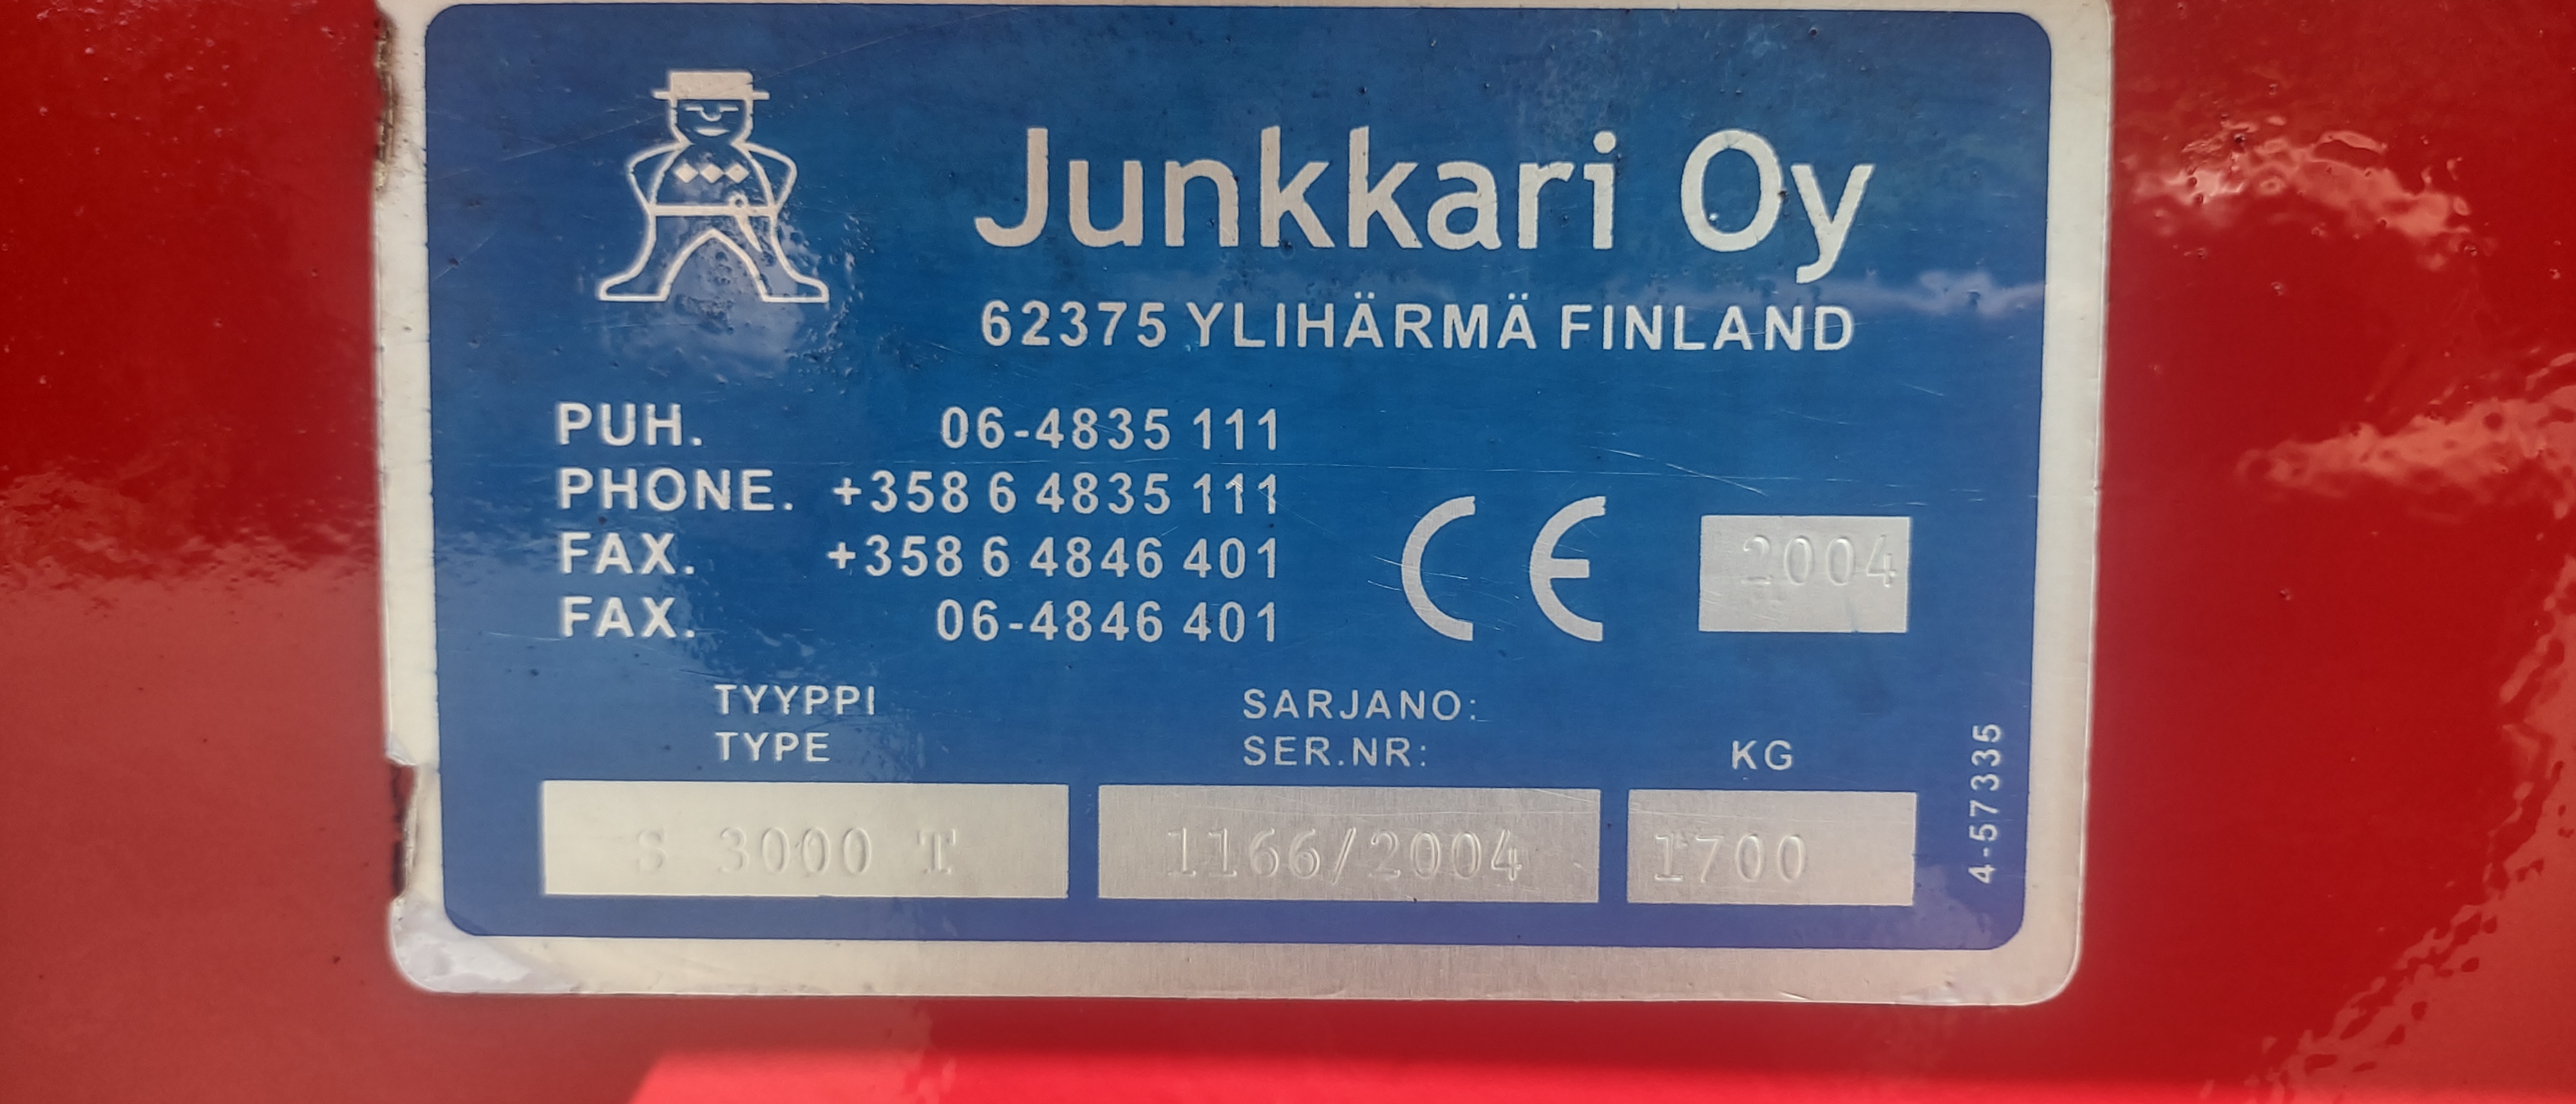 Junkkari Oy
62375 YLIHÄRMÄ FINLAND
PUH. 06-4835 111
PHONE. +358 6 4835 111
FAX. +358 6 4846 401
FAX. 06-4846 401
CE 2004
TYYPPI
TYPE
SARJANO:
SER.NR:
KG
S 3000 T
1166/2004
1700
4-57335